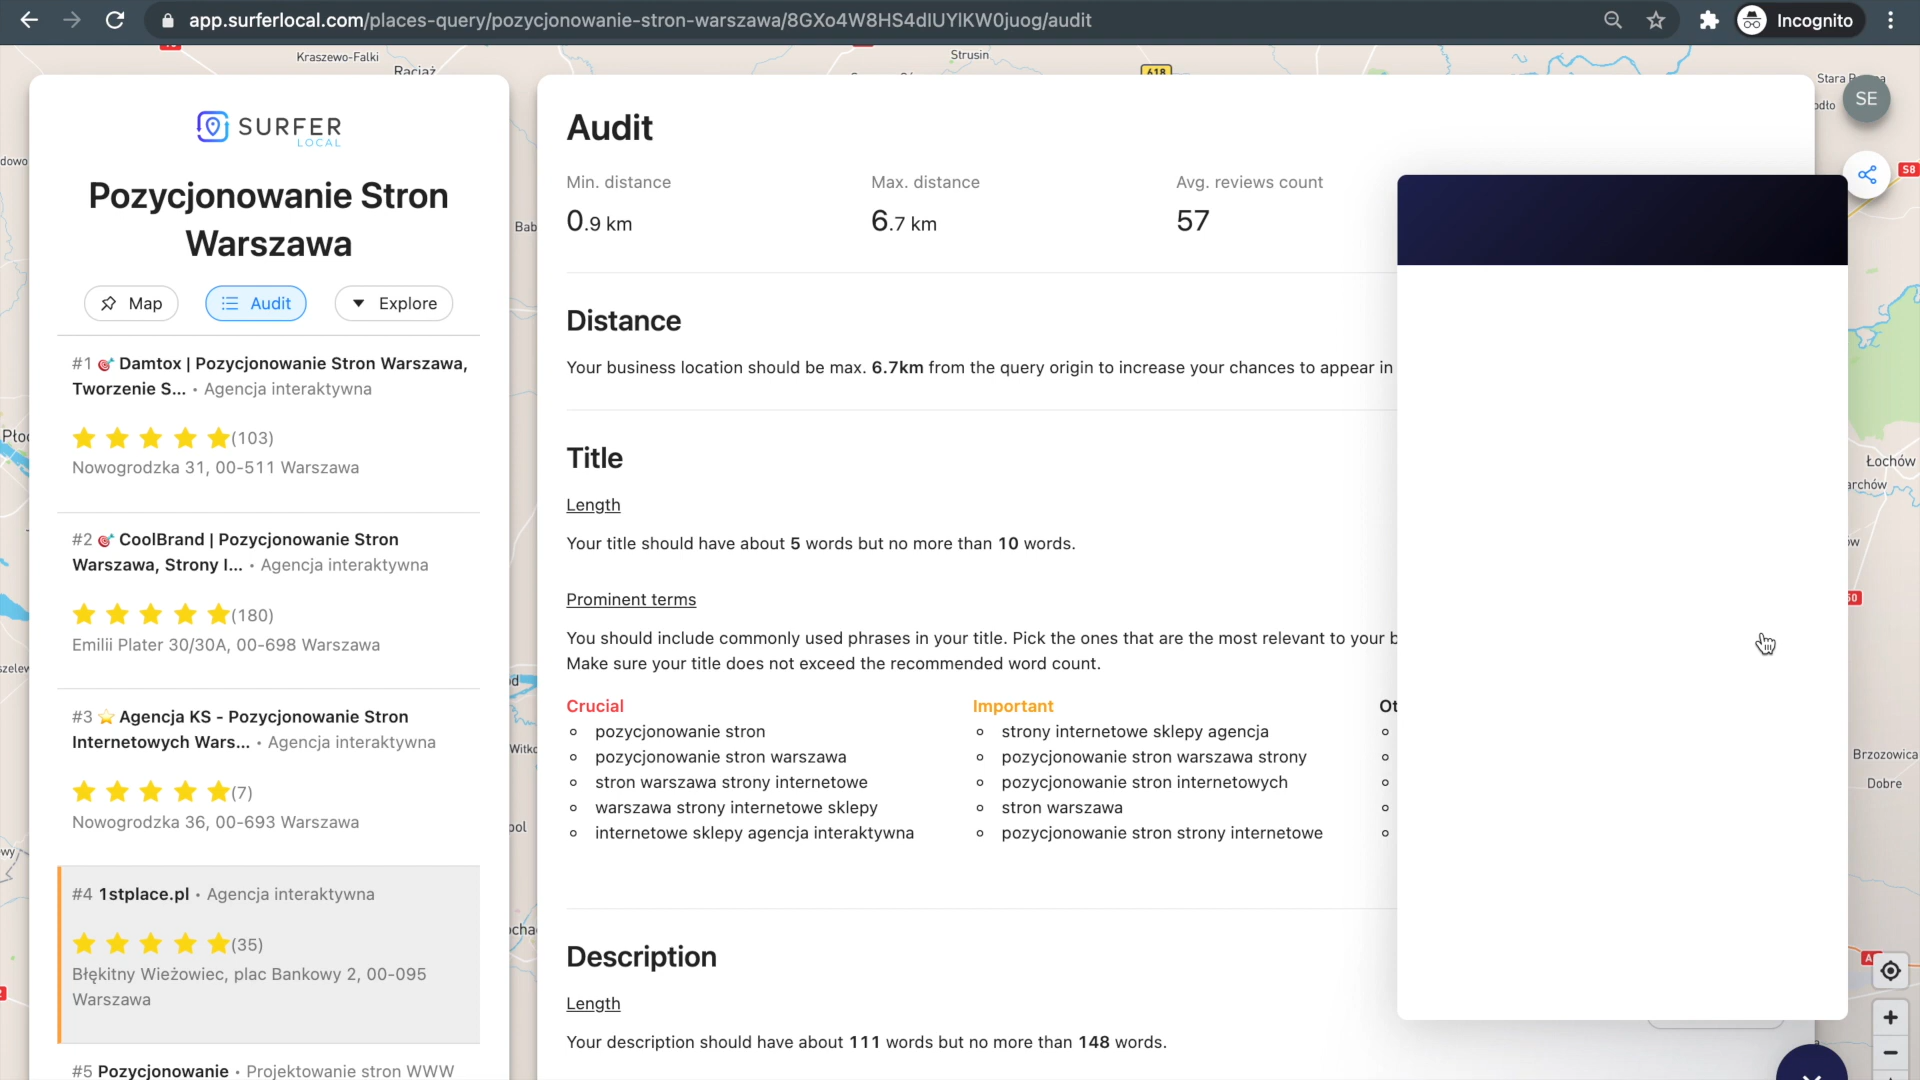 app.surferlocal.com/places-query/pozycjonowanie-stron-warszawa/8GXo4W8HS4dIUYlKW0juog/audit
Incognito
Kraszewo-Falki
Strusin
618
SE
S8
SURFER
LOCAL
Pozycjonowanie Stron
Warszawa
Map
Audit
Explore
#1 Damtox | Pozycjonowanie Stron Warszawa,
Tworzenie S... • Agencja interaktywna
(103)
Nowogrodzka 31, 00-511 Warszawa
#2 CoolBrand | Pozycjonowanie Stron
Warszawa, Strony I... • Agencja interaktywna
(180)
Emilii Plater 30/30A, 00-698 Warszawa
#3 Agencja KS - Pozycjonowanie Stron
Internetowych Wars... • Agencja interaktywna
(7)
Nowogrodzka 36, 00-693 Warszawa
#4 1stplace.pl • Agencja interaktywna
(35)
Błękitny Wieżowiec, plac Bankowy 2, 00-095
Warszawa
#5 Pozycjonowanie • Projektowanie stron WWW
Audit
Min. distance
Max. distance
Avg. reviews count
0.9 km
6.7 km
57
Distance
Your business location should be max. 6.7km from the query origin to increase your chances to appear in
Title
Length
Your title should have about 5 words but no more than 10 words.
Prominent terms
You should include commonly used phrases in your title. Pick the ones that are the most relevant to your b
Make sure your title does not exceed the recommended word count.
Crucial
pozycjonowanie stron
pozycjonowanie stron warszawa
stron warszawa strony internetowe
warszawa strony internetowe sklepy
internetowe sklepy agencja interaktywna
Important
strony internetowe sklepy agencja
pozycjonowanie stron warszawa strony
pozycjonowanie stron internetowych
stron warszawa
pozycjonowanie stron strony internetowe
Ot
Description
Length
Your description should have about 111 words but no more than 148 words.
Łochów
Brzozowica
Dobre